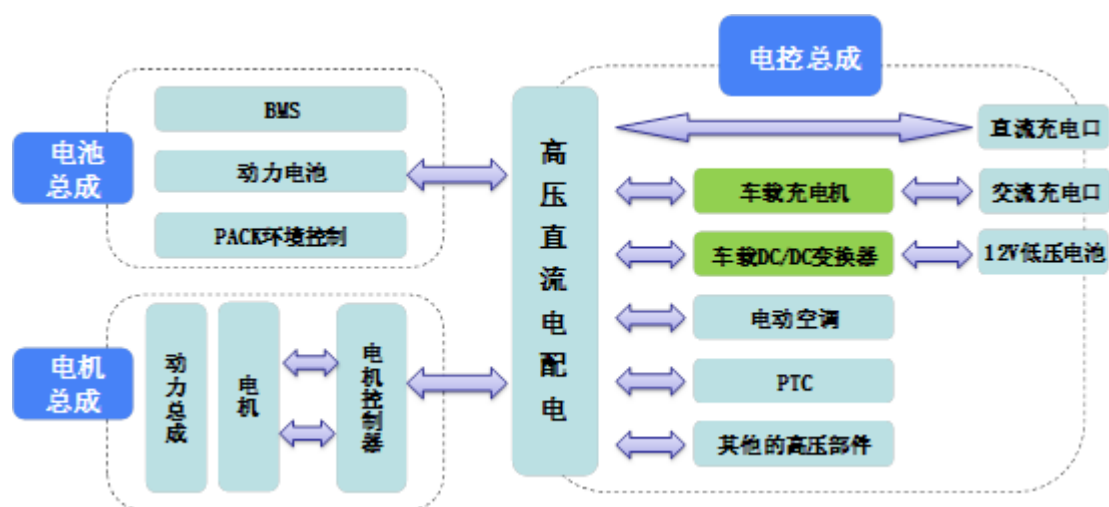 电控总成
电池
总成
BMS
动力电池
PACK环境控制
电机
总成
动力总成
电机
电机控制器
高压直流电配电
直流充电口
车载充电机
交流充电口
车载DC/DC变换器
12V低压电池
电动空调
PTC
其他的高压部件